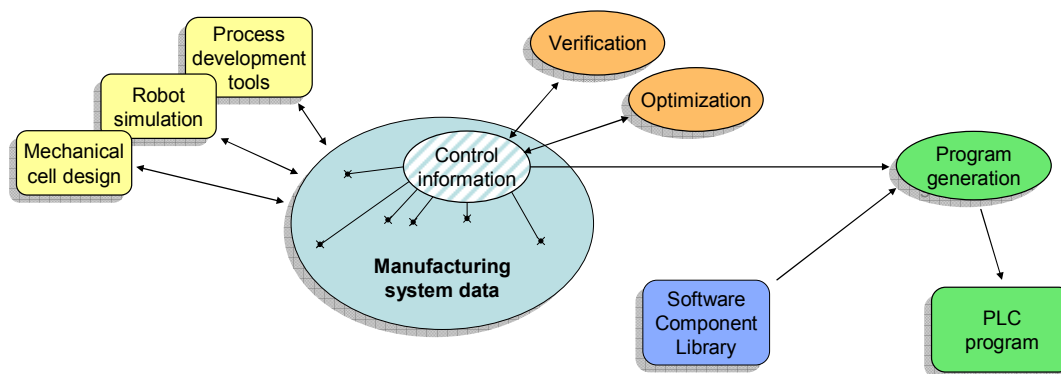 Process
development
tools
Robot
simulation
Mechanical
cell design
Verification
Optimization
Control
information
Manufacturing
system data
Program
generation
Software
Component
Library
PLC
program